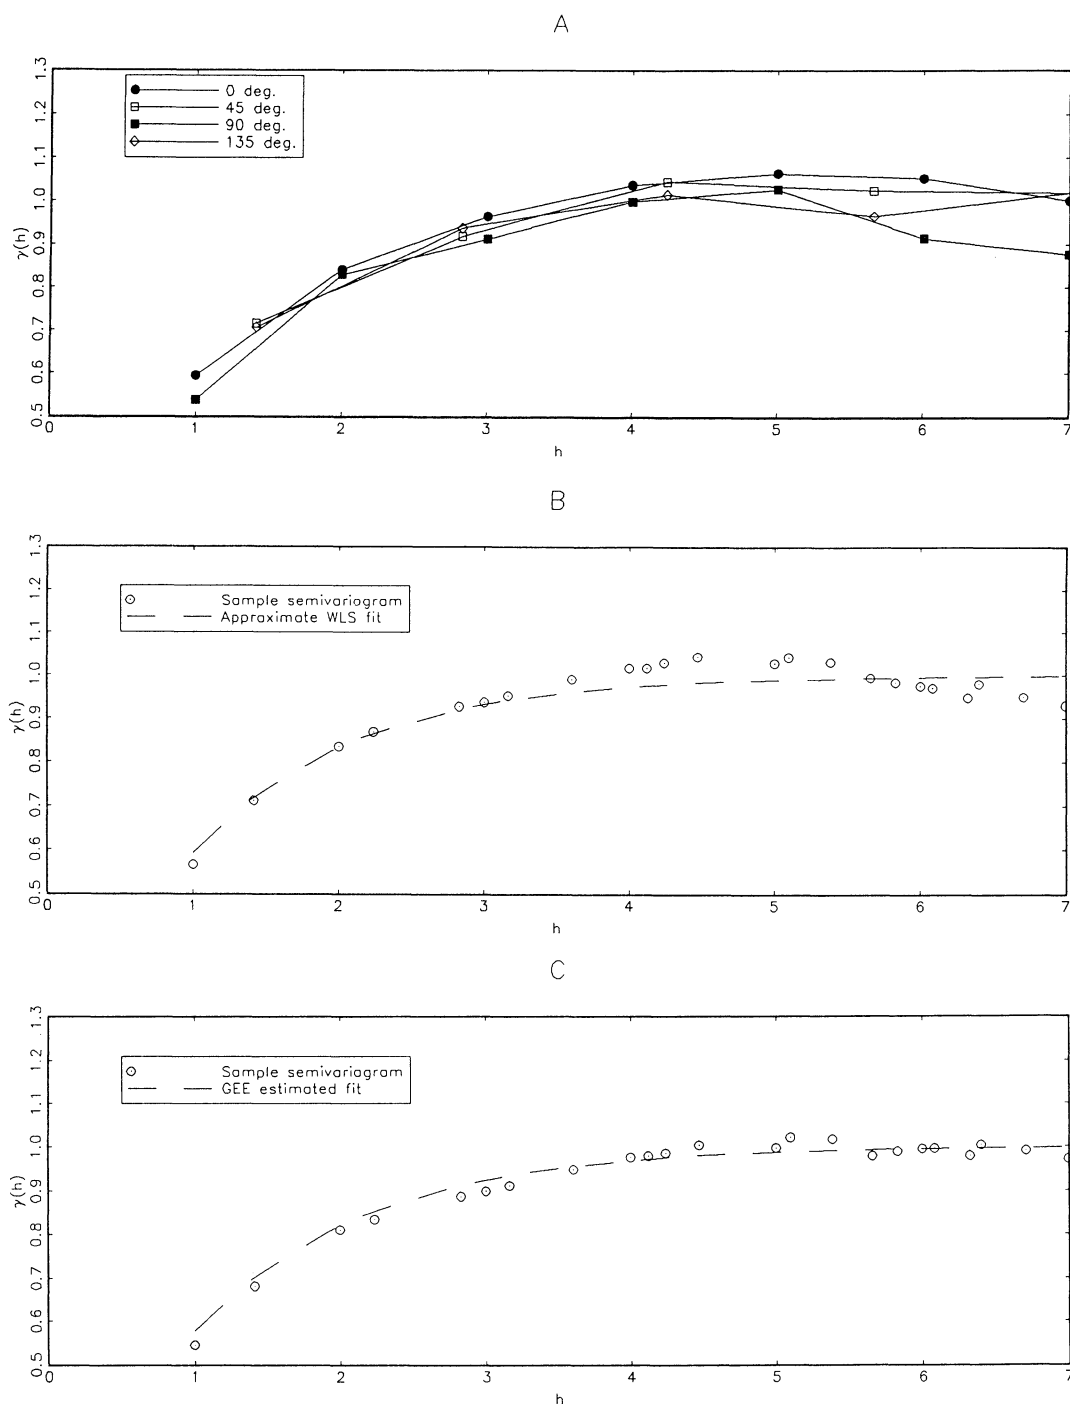 A
1.3
1.2
1.1
1.0
0.9
0.8
0.7
0.6
0.5
γ(h)
0 deg.
45 deg.
90 deg.
135 deg.
0 1 2 3 4 5 6 7
h
B
1.3
1.2
1.1
1.0
0.9
0.8
0.7
0.6
0.5
γ(h)
Sample semivariogram
Appraximate WLS fit
0 1 2 3 4 5 6 7
h
C
1.3
1.2
1.1
1.0
0.9
0.8
0.7
0.6
0.5
γ(h)
Sample semivariogram
GEE estimated fit
0 1 2 3 4 5 6 7
h